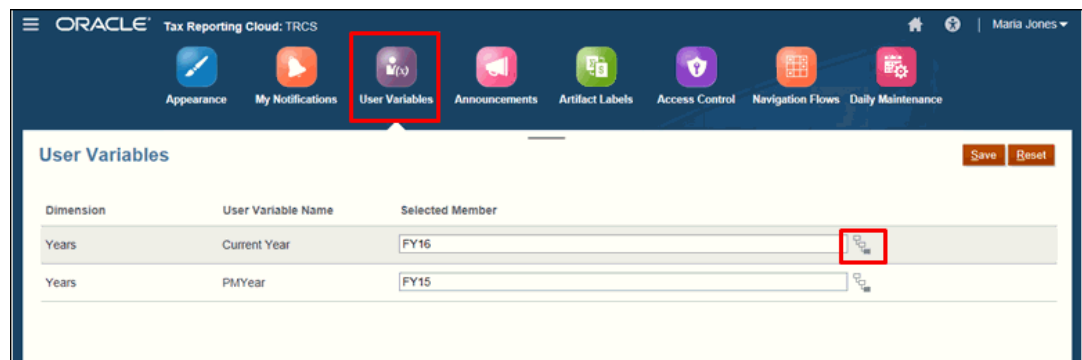 ORACLE® Tax Reporting Cloud: TRCS | Maria Jones
Appearance My Notifications User Variables Announcements Artifact Labels Access Control Navigation Flows Daily Maintenance
User Variables Save Reset
Dimension User Variable Name Selected Member
Years Current Year FY16
Years PMYear FY15